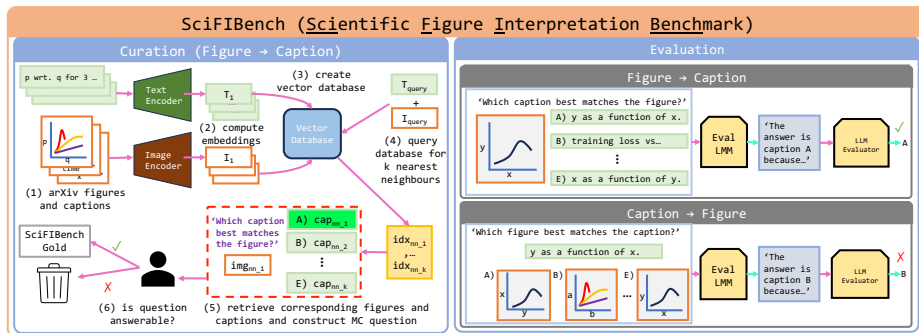 SciFIBench (Scientific Figure Interpretation Benchmark)
Curation (Figure → Caption)
p wrt. q for 3 …
Text
Encoder
T1
(3) create
vector database
Tquery
+
Iquery
(2) compute
embeddings
Vector
Database
(4) query
database for
k nearest
neighbours
p
q
time
x
Image
Encoder
I1
(1) arXiv figures
and captions
SciFIBench
Gold
✓
✗
(6) is question
answerable?
‘Which caption
best matches
the figure?’
imgnn_1
A) capnn_1
B) capnn_2
⋮
E) capnn_k
idxnn_1
,…
idxnn_k
(5) retrieve corresponding figures and
captions and construct MC question
Evaluation
Figure → Caption
‘Which caption best matches the figure?’
y
x
A) y as a function of x.
B) training loss vs…
⋮
E) x as a function of y.
Eval
LMM
‘The
answer is
caption A
because…’
LLM
Evaluator
✓
A
Caption → Figure
‘Which figure best matches the caption?’
y as a function of x.
A)
x
y
B)
a
b
…
E)
y
x
Eval
LMM
‘The
answer is
caption B
because…’
LLM
Evaluator
✗
B